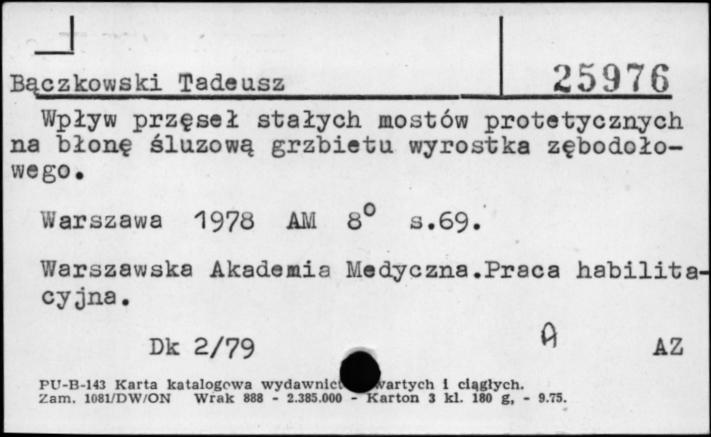 Bączkowski Tadeusz 25976
Wpływ przęseł stałych mostów protetycznych
na błonę śluzową grzbietu wyrostka zębodoło-
wego.
Warszawa 1978 AM 8° s.69.
Warszawska Akademia Medyczna.Praca habilita-
cyjna.
Dk 2/79 A AZ
PU-B-143 Karta katalogowa wydawnict wartych i ciągłych.
Zam. 1081/DW/ON Wrak 888 - 2.385.000 - Karton 3 kl. 180 g, - 9.75.